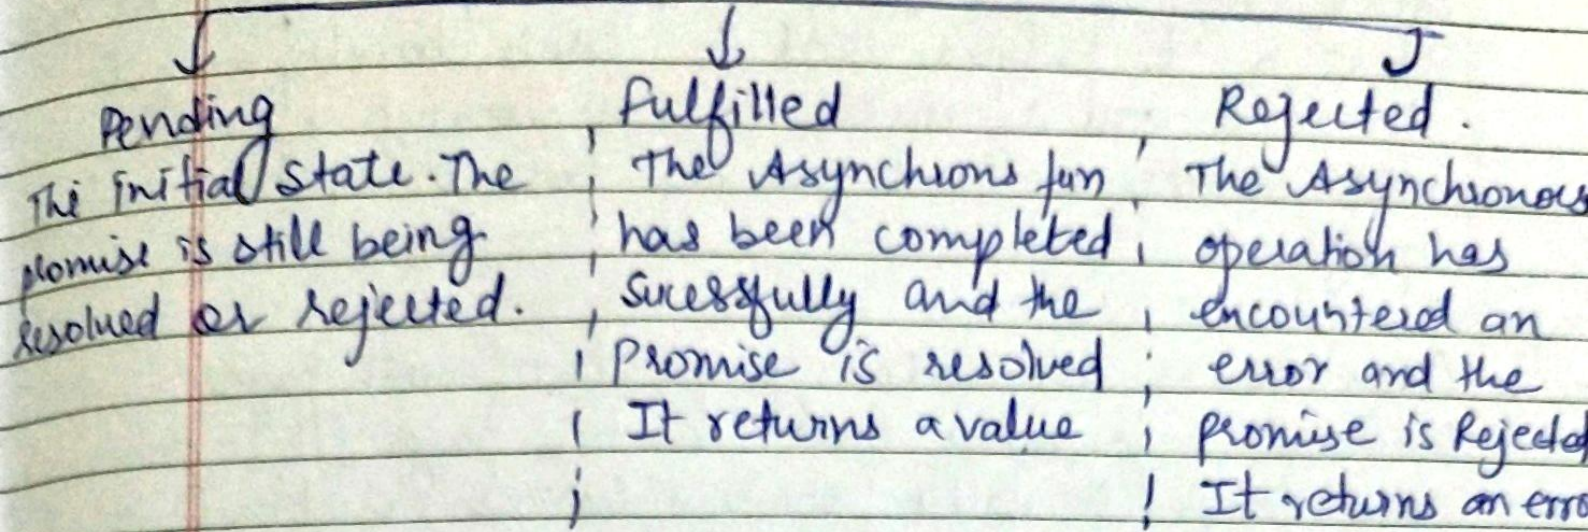 Pending
The initial state. The
promise is still being
resolved or rejected.
Fulfilled
The Asynchrons fun
has been completed
sucessfully and the
promise is resolved
It returns a value
Rejected.
The Asynchronous
operation has
encountered an
error and the
promise is Rejected
It returns an erro